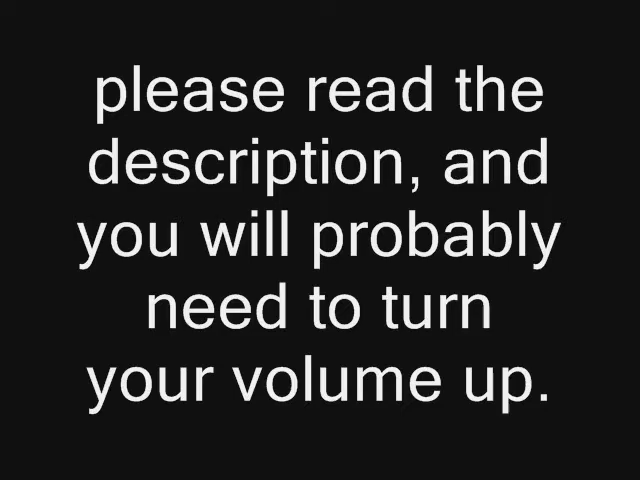 please read the
description, and
you will probably
need to turn
your volume up.